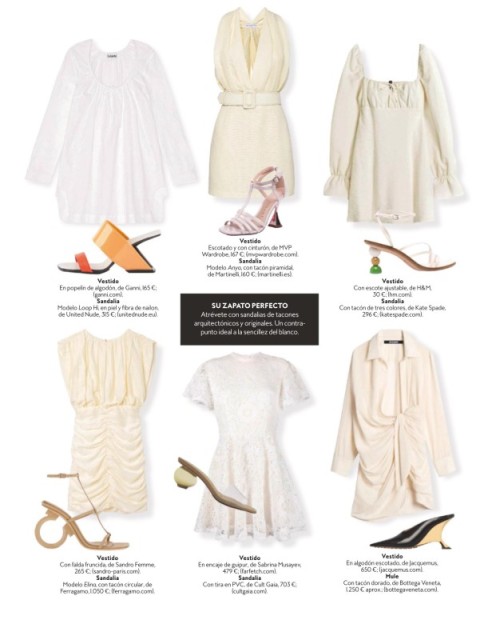 Vestido
Escotado y con cinturón, de MVP
Wardrobe, 167 €; (mvpwardrobe.com).
Sandalia
Modelo Anyo, con tacón piramidal,
de Martinelli, 160 €; (martinelli.es).
Vestido
En popelín de algodón, de Ganni, 165 €;
(ganni.com).
Sandalia
Modelo Loop Hi, en piel y fibra de nailon,
de United Nude, 315 €; (unitednude.eu).
Vestido
Con escote ajustable, de H&M,
30 €; (hm.com).
Sandalia
Con tacón de tres colores, de Kate Spade,
296 €; (katespade.com).
SU ZAPATO PERFECTO
Atrévete con sandalias de tacones
arquitectónicos y originales. Un contra-
punto ideal a la sencillez del blanco.
Vestido
Con falda fruncida, de Sandro Femme,
265 €; (sandro-paris.com).
Sandalia
Modelo Elina, con tacón circular, de
Ferragamo, 1.050 €; (ferragamo.com).
Vestido
En encaje de guipur, de Sabrina Musayev,
479 €; (farfetch.com).
Sandalia
Con tira en PVC, de Cult Gaia, 703 €;
(cultgaia.com).
Vestido
En algodón escotado, de Jacquemus,
650 €; (jacquemus.com).
Mule
Con tacón dorado, de Bottega Veneta,
1.250 € aprox.; (bottegaveneta.com).